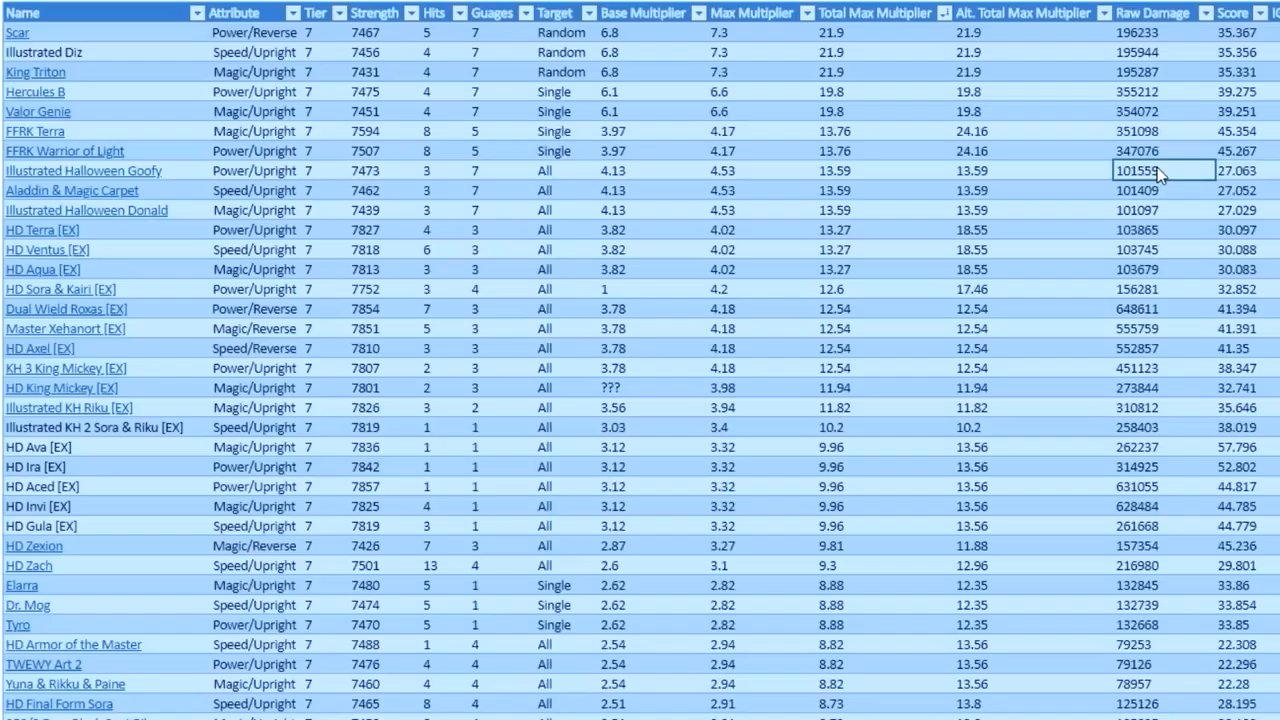 Name Attribute Tier Strength Hits Guages Target Base Multiplier Max Multiplier Total Max Multiplier Alt. Total Max Multiplier Raw Damage Score
Scar Power/Reverse 7 7467 5 7 Random 6.8 7.3 21.9 21.9 196233 35.367
Illustrated Diz Speed/Upright 7 7456 4 7 Random 6.8 7.3 21.9 21.9 195944 35.356
King Triton Magic/Upright 7 7431 4 7 Random 6.8 7.3 21.9 21.9 195287 35.331
Hercules B Power/Upright 7 7475 4 7 Single 6.1 6.6 19.8 19.8 355212 39.275
Valor Genie Magic/Upright 7 7451 4 7 Single 6.1 6.6 19.8 19.8 354072 39.251
FFRK Terra Magic/Upright 7 7594 8 5 Single 3.97 4.17 13.76 24.16 351098 45.354
FFRK Warrior of Light Power/Upright 7 7507 8 5 Single 3.97 4.17 13.76 24.16 347076 45.267
Illustrated Halloween Goofy Power/Upright 7 7473 3 7 All 4.13 4.53 13.59 13.59 101559 27.063
Aladdin & Magic Carpet Speed/Upright 7 7462 3 7 All 4.13 4.53 13.59 13.59 101409 27.052
Illustrated Halloween Donald Magic/Upright 7 7439 3 7 All 4.13 4.53 13.59 13.59 101097 27.029
HD Terra [EX] Power/Upright 7 7827 4 3 All 3.82 4.02 13.27 18.55 103865 30.097
HD Ventus [EX] Speed/Upright 7 7818 6 3 All 3.82 4.02 13.27 18.55 103745 30.088
HD Aqua [EX] Magic/Upright 7 7813 3 3 All 3.82 4.02 13.27 18.55 103679 30.083
HD Sora & Kairi [EX] Power/Upright 7 7752 3 4 All 1 4.2 12.6 17.46 156281 32.852
Dual Wield Roxas [EX] Power/Reverse 7 7854 7 3 All 3.78 4.18 12.54 12.54 648611 41.394
Master Xehanort [EX] Magic/Reverse 7 7851 5 3 All 3.78 4.18 12.54 12.54 555759 41.391
HD Axel [EX] Speed/Reverse 7 7810 3 3 All 3.78 4.18 12.54 12.54 552857 41.35
KH 3 King Mickey [EX] Power/Upright 7 7807 2 3 All 3.78 4.18 12.54 12.54 451123 38.347
HD King Mickey [EX] Magic/Upright 7 7801 2 3 All ??? 3.98 11.94 11.94 273844 32.741
Illustrated KH Riku [EX] Magic/Upright 7 7826 3 2 All 3.56 3.94 11.82 11.82 310812 35.646
Illustrated KH 2 Sora & Riku [EX] Speed/Upright 7 7819 1 1 All 3.03 3.4 10.2 10.2 258403 38.019
HD Ava [EX] Magic/Upright 7 7836 1 1 All 3.12 3.32 9.96 13.56 262237 57.796
HD Ira [EX] Power/Upright 7 7842 1 1 All 3.12 3.32 9.96 13.56 314925 52.802
HD Aced [EX] Power/Upright 7 7857 1 1 All 3.12 3.32 9.96 13.56 631055 44.817
HD Invi [EX] Magic/Upright 7 7825 4 1 All 3.12 3.32 9.96 13.56 628484 44.785
HD Gula [EX] Speed/Upright 7 7819 3 1 All 3.12 3.32 9.96 13.56 261668 44.779
HD Zexion Magic/Reverse 7 7426 7 3 All 2.87 3.27 9.81 11.88 157354 45.236
HD Zach Speed/Upright 7 7501 13 4 All 2.6 3.1 9.3 12.96 216980 29.801
Elarra Magic/Upright 7 7480 5 1 Single 2.62 2.82 8.88 12.35 132845 33.86
Dr. Mog Speed/Upright 7 7474 5 1 Single 2.62 2.82 8.88 12.35 132739 33.854
Tyro Power/Upright 7 7470 5 1 Single 2.62 2.82 8.88 12.35 132668 33.85
HD Armor of the Master Speed/Upright 7 7488 1 4 All 2.54 2.94 8.82 13.56 79253 22.308
TWEWY Art 2 Power/Upright 7 7476 4 4 All 2.54 2.94 8.82 13.56 79126 22.296
Yuna & Rikku & Paine Magic/Upright 7 7460 4 4 All 2.54 2.94 8.82 13.56 78957 22.28
HD Final Form Sora Speed/Upright 7 7465 8 4 All 2.51 2.91 8.73 13.8 125126 28.195